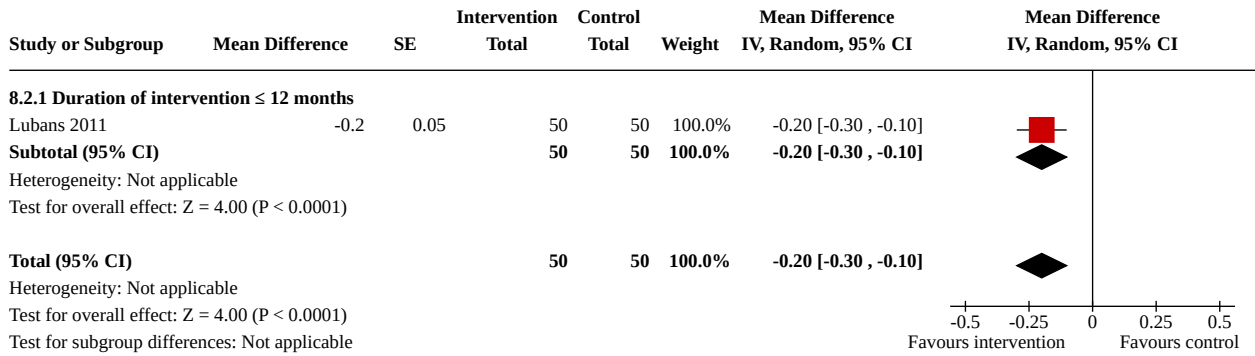 Intervention Control Mean Difference Mean Difference
Study or Subgroup Mean Difference SE Total Total Weight IV, Random, 95% CI IV, Random, 95% CI
8.2.1 Duration of intervention ≤ 12 months
Lubans 2011 -0.2 0.05 50 50 100.0% -0.20 [-0.30 , -0.10]
Subtotal (95% CI) 50 50 100.0% -0.20 [-0.30 , -0.10]
Heterogeneity: Not applicable
Test for overall effect: Z = 4.00 (P < 0.0001)
Total (95% CI) 50 50 100.0% -0.20 [-0.30 , -0.10]
Heterogeneity: Not applicable
Test for overall effect: Z = 4.00 (P < 0.0001)
-0.5 -0.25 0 0.25 0.5
Test for subgroup differences: Not applicable Favours intervention Favours control